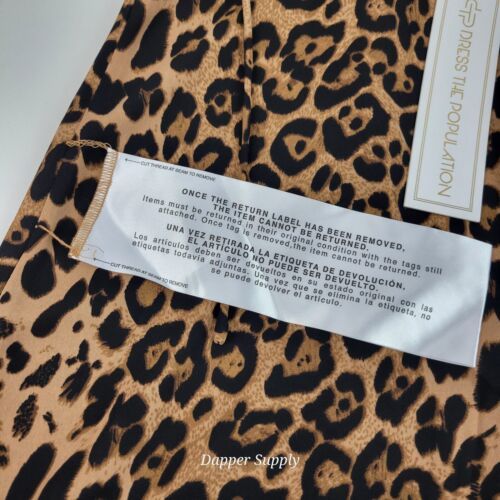 DRESS THE POPULATION
CUT THREAD AT SEAM TO REMOVE
ONCE THE RETURN LABEL HAS BEEN REMOVED,
THE ITEM CANNOT BE RETURNED.
Items must be returned in their original condition with the tags still
attached. Once tag is removed,the item cannot be returned.
UNA VEZ RETIRADA LA ETIQUETA DE DEVOLUCIÓN,
EL ARTÍCULO NO PUEDE SER DEVUELTO.
Los artículos deben ser devueltos en su estado original con las
etiquetas todavía adjuntas. Una vez que se elimina la etiqueta, no
se puede devolver el artículo.
CUT THREAD AT SEAM TO REMOVE
Dapper Supply